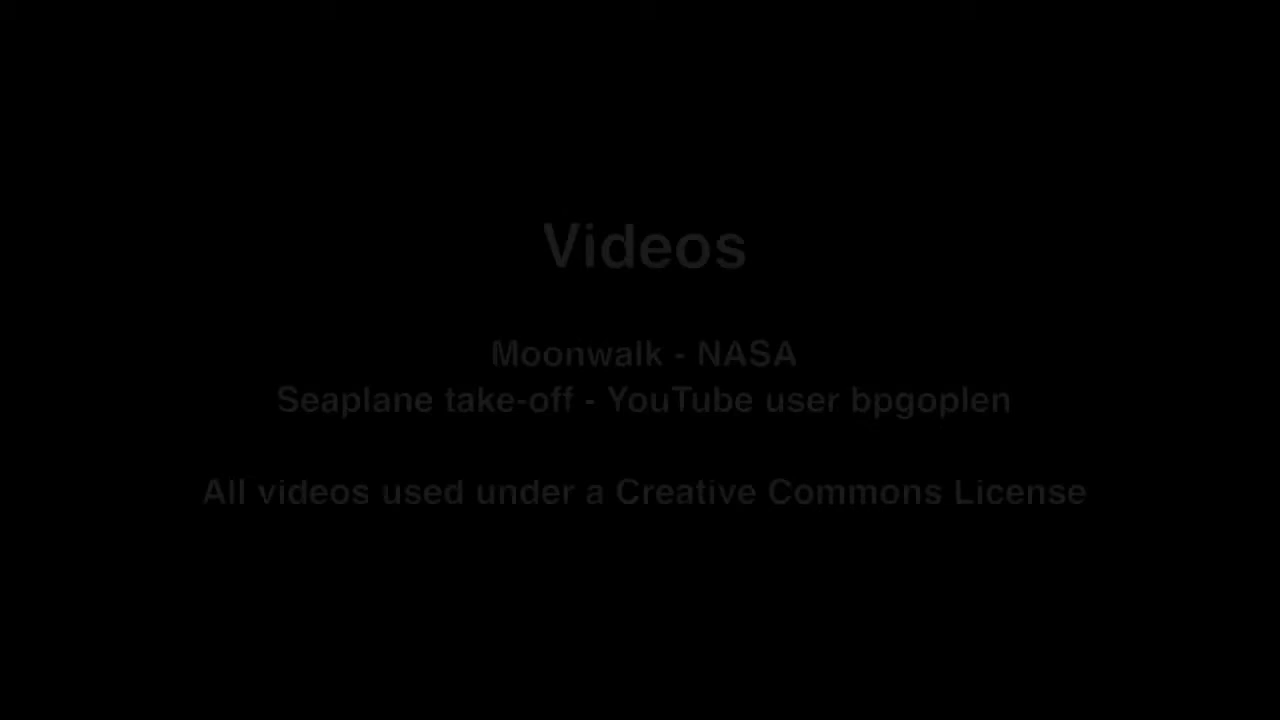 Videos
Moonwalk - NASA
Seaplane take-off - YouTube user bpgoplen
All videos used under a Creative Commons License